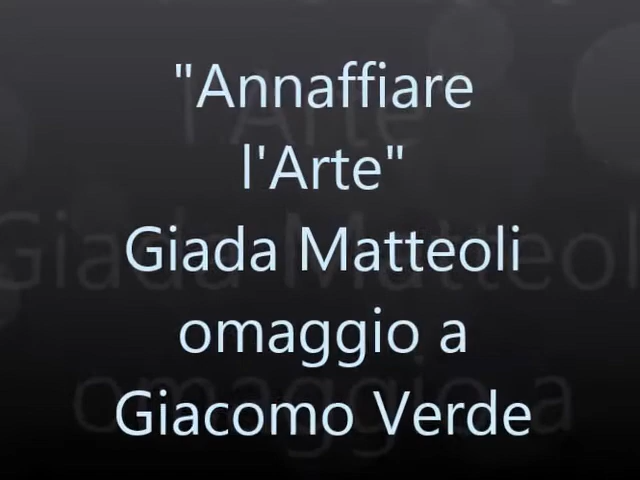 "Annaffiare
l'Arte"
Giada Matteoli
omaggio a
Giacomo Verde